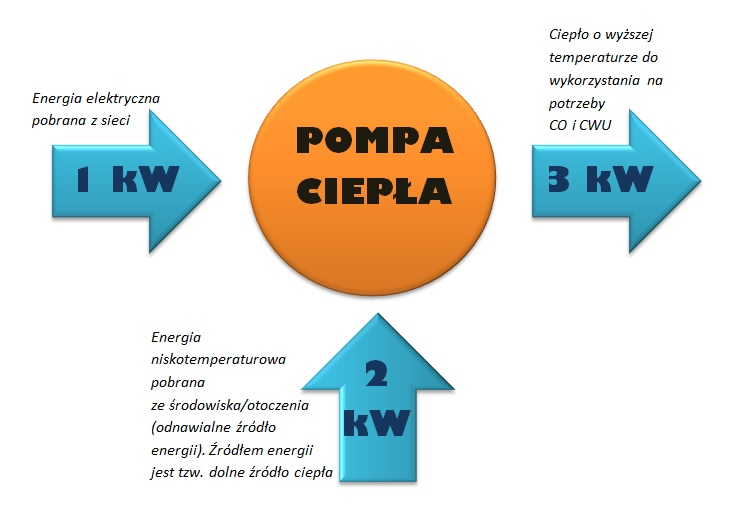 Energia elektryczna
pobrana z sieci
1 kW
POMPA
CIEPŁA
Ciepło o wyższej
temperaturze do
wykorzystania na
potrzeby
CO i CWU
3 kW
Energia
niskotemperaturowa
pobrana
ze środowiska/otoczenia
(odnawialne źródło
energii). Źródłem energii
jest tzw. dolne źródło ciepła
2
kW